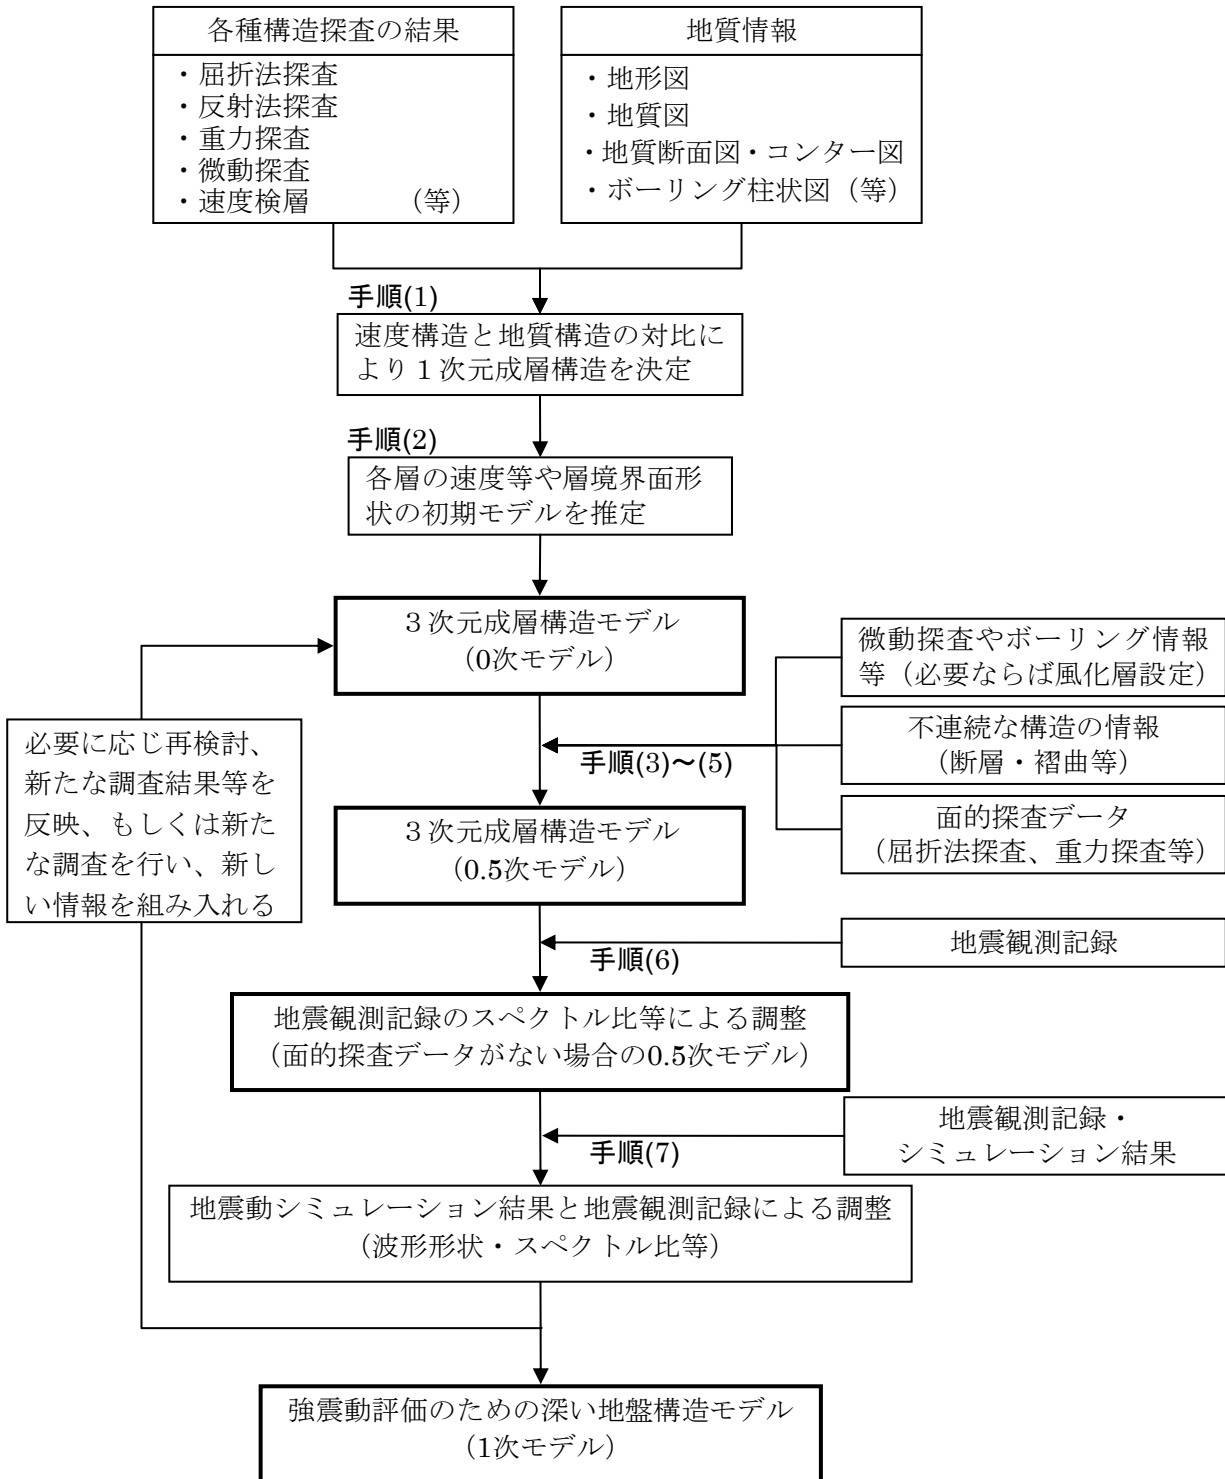 各種構造探査の結果
・屈折法探査
・反射法探査
・重力探査
・微動探査
・速度検層　　　　（等）
地質情報
・地形図
・地質図
・地質断面図・コンター図
・ボーリング柱状図（等）
手順(1)
速度構造と地質構造の対比に
より１次元成層構造を決定
手順(2)
各層の速度等や層境界面形
状の初期モデルを推定
３次元成層構造モデル
（0次モデル）
微動探査やボーリング情報
等（必要ならば風化層設定）
不連続な構造の情報
（断層・褶曲等）
面的探査データ
（屈折法探査、重力探査等）
手順(3)～(5)
必要に応じ再検討、
新たな調査結果等を
反映、もしくは新た
な調査を行い、新し
い情報を組み入れる
３次元成層構造モデル
（0.5次モデル）
地震観測記録
手順(6)
地震観測記録のスペクトル比等による調整
（面的探査データがない場合の0.5次モデル）
地震観測記録・
シミュレーション結果
手順(7)
地震動シミュレーション結果と地震観測記録による調整
（波形形状・スペクトル比等）
強震動評価のための深い地盤構造モデル
（1次モデル）